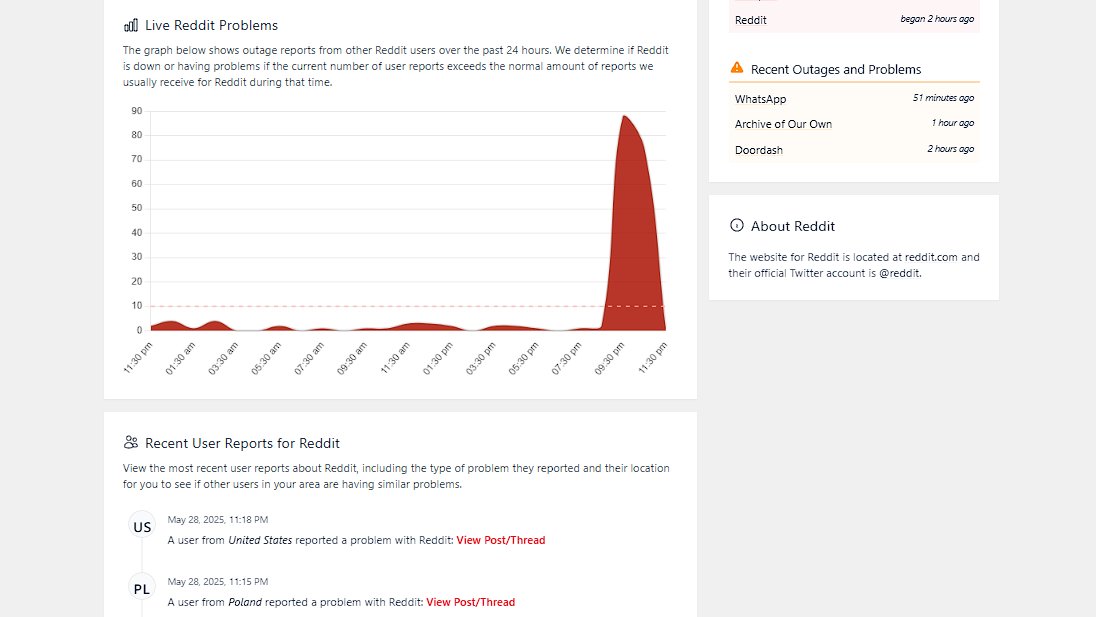 Live Reddit Problems
The graph below shows outage reports from other Reddit users over the past 24 hours. We determine if Reddit
is down or having problems if the current number of user reports exceeds the normal amount of reports we
usually receive for Reddit during that time.
90
80
70
60
50
40
30
20
10
0
11:30 pm
01:30 am
03:30 am
05:30 am
07:30 am
09:30 am
11:30 am
01:30 pm
03:30 pm
05:30 pm
07:30 pm
09:30 pm
11:30 pm
Recent User Reports for Reddit
View the most recent user reports about Reddit, including the type of problem they reported and their location
for you to see if other users in your area are having similar problems.
US
May 28, 2025, 11:18 PM
A user from United States reported a problem with Reddit: View Post/Thread
PL
May 28, 2025, 11:15 PM
A user from Poland reported a problem with Reddit: View Post/Thread
Reddit began 2 hours ago
Recent Outages and Problems
WhatsApp 51 minutes ago
Archive of Our Own 1 hour ago
Doordash 2 hours ago
About Reddit
The website for Reddit is located at reddit.com and
their official Twitter account is @reddit.